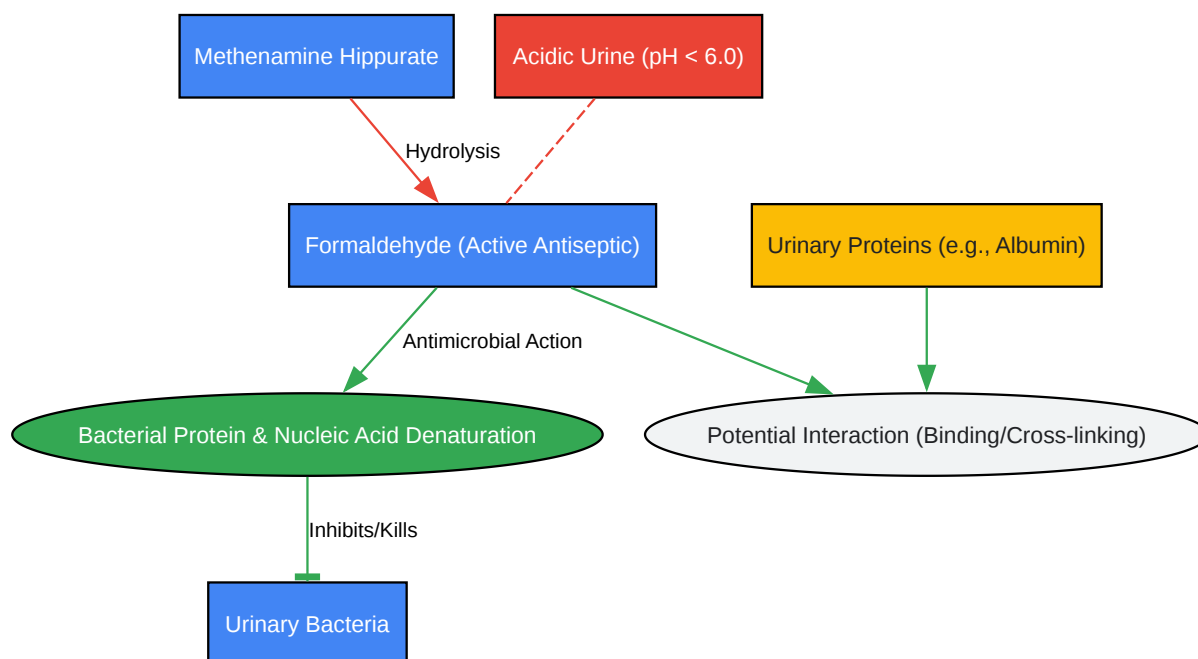 Methenamine Hippurate
Acidic Urine (pH < 6.0)
Hydrolysis
Formaldehyde (Active Antiseptic)
Urinary Proteins (e.g., Albumin)
Antimicrobial Action
Bacterial Protein & Nucleic Acid Denaturation
Potential Interaction (Binding/Cross-linking)
Inhibits/Kills
Urinary Bacteria